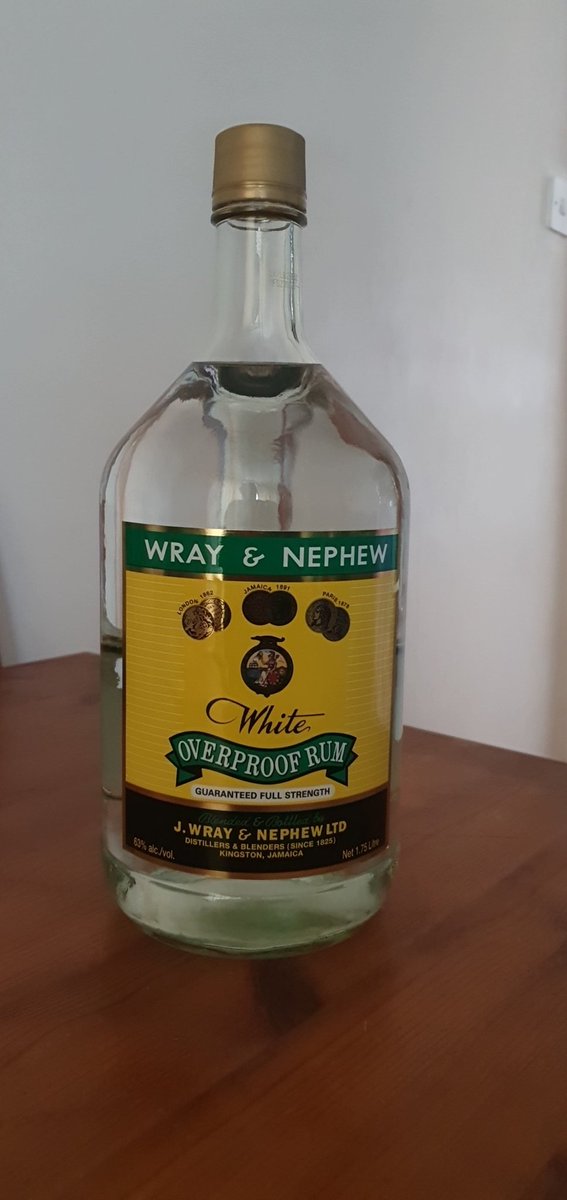 WRAY & NEPHEW
LONDON 1862 JAMAICA 1891 PARIS 1878
White
OVERPROOF RUM
GUARANTEED FULL STRENGTH
Blended & Bottled by
J. WRAY & NEPHEW LTD
DISTILLERS & BLENDERS (SINCE 1825)
63% alc./vol. KINGSTON, JAMAICA Net 1.75 Litre